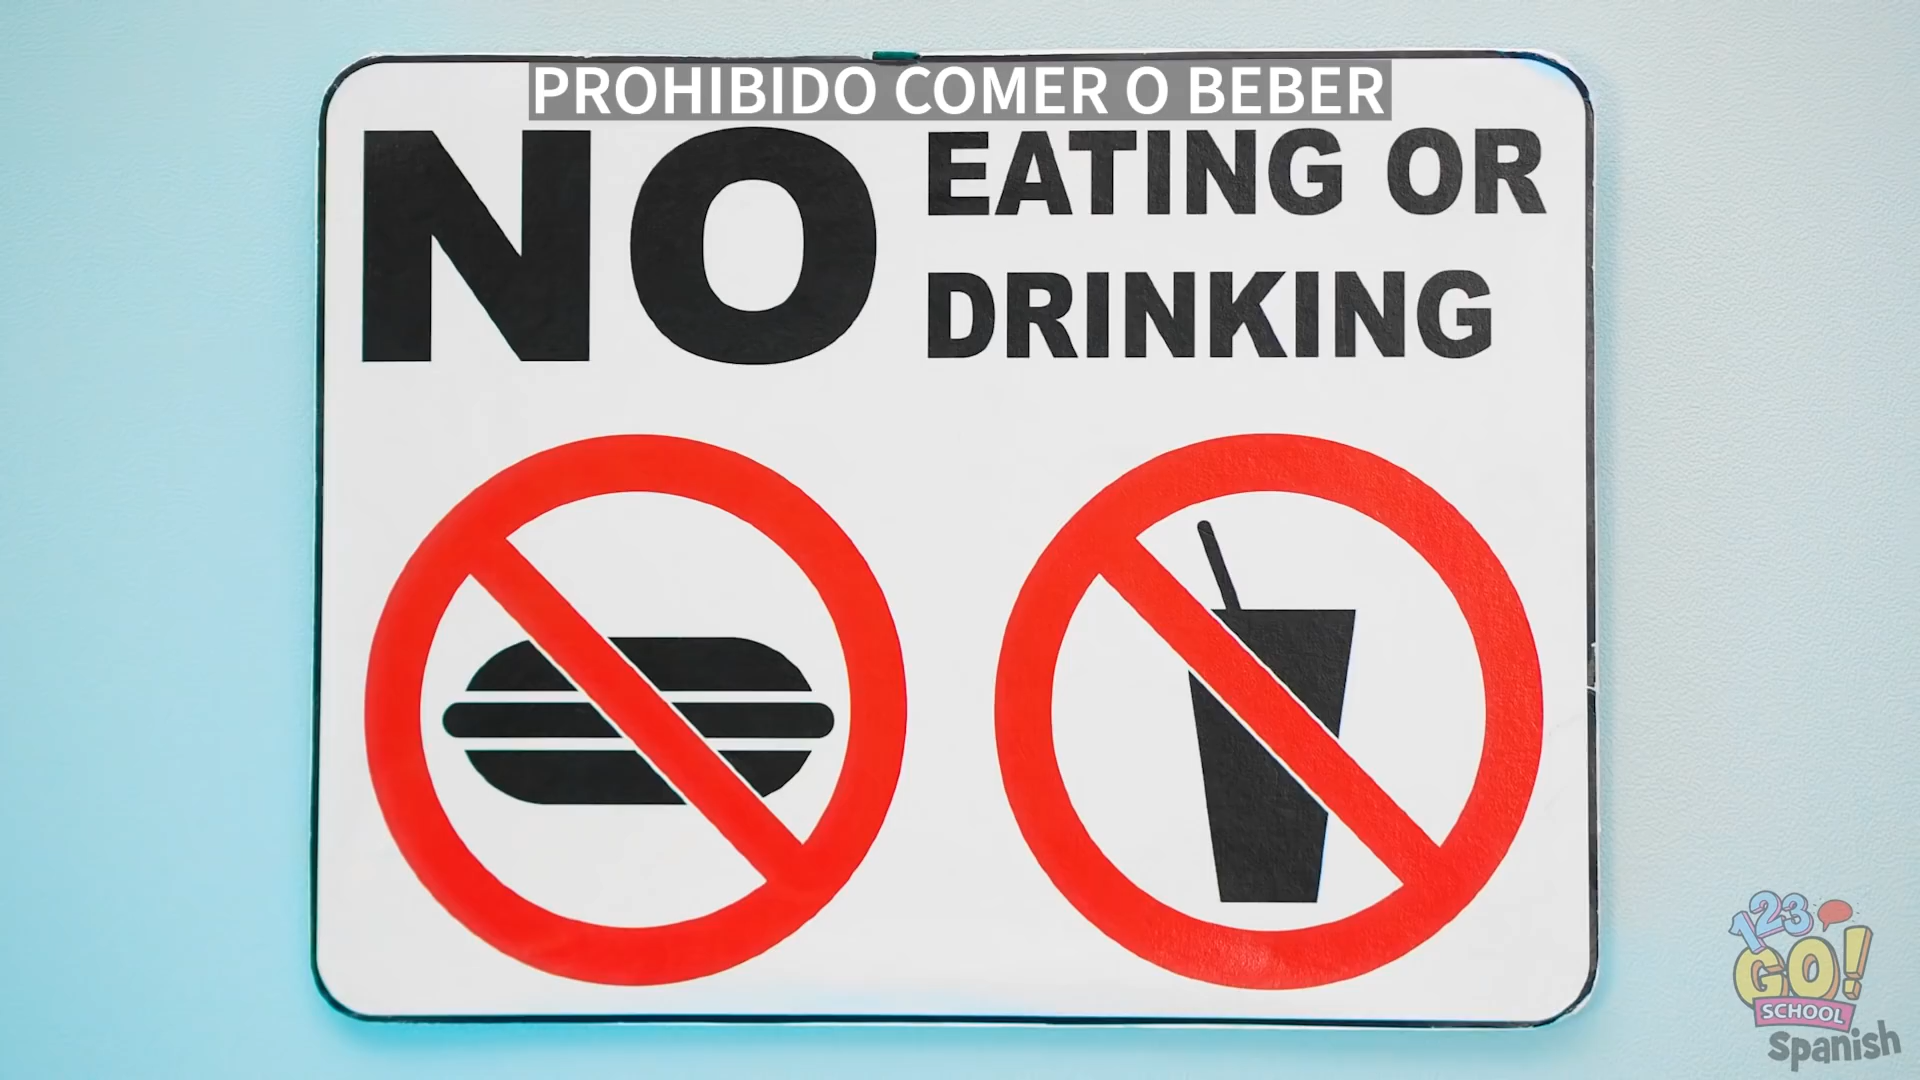 PROHIBIDO COMER O BEBER
NO EATING OR
DRINKING
123
GO!
SCHOOL
Spanish